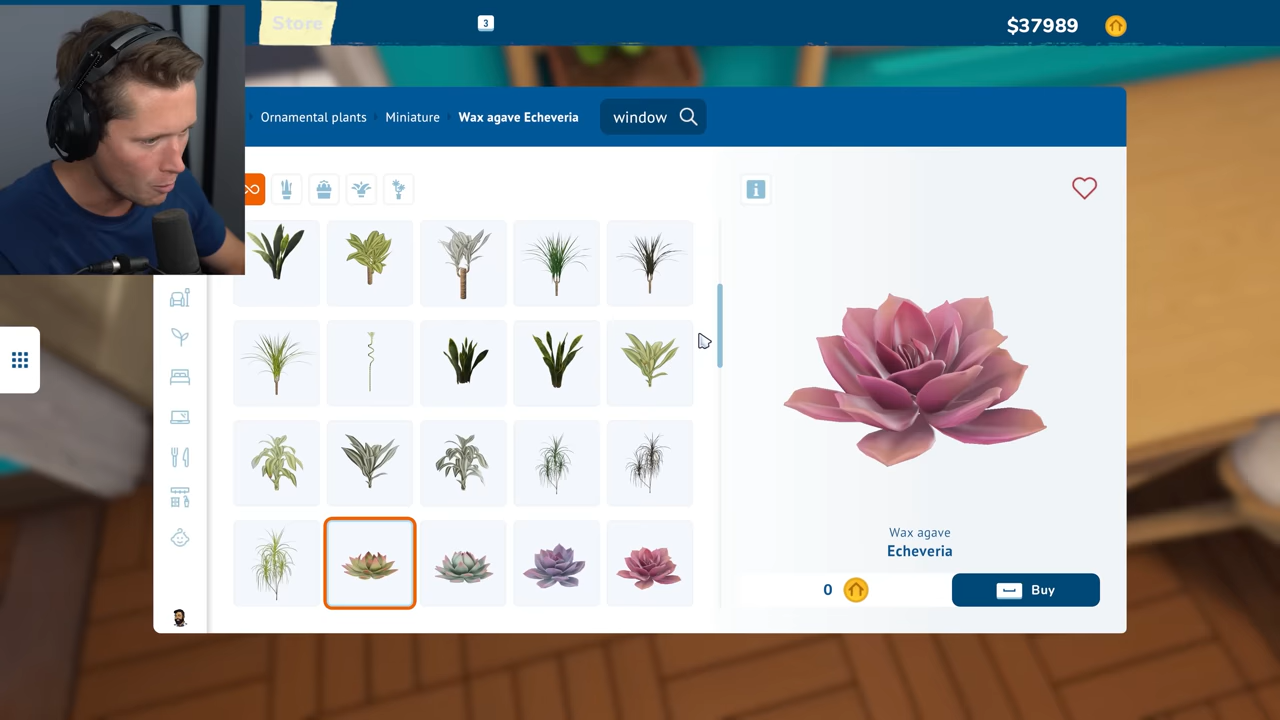 Store
3
$37989
Ornamental plants
Miniature
Wax agave Echeveria
window
Wax agave
Echeveria
0
Buy